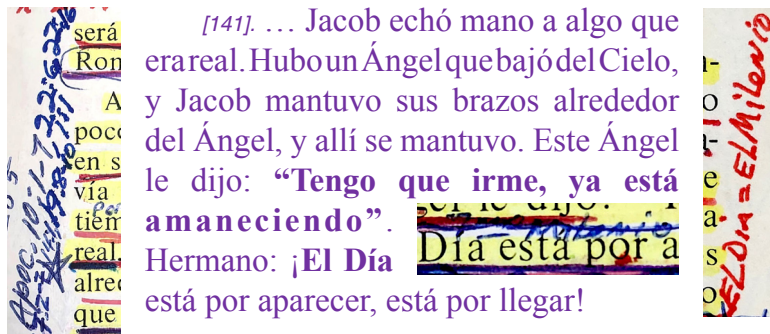 será
Ron
A
poco
en s
vía
tiem
real.
alred
que
[141]. … Jacob echó mano a algo que
era real. Hubo un Ángel que bajó del Cielo,
y Jacob mantuvo sus brazos alrededor
del Ángel, y allí se mantuvo. Este Ángel
le dijo: “Tengo que irme, ya está
amaneciendo”.
Hermano: ¡El Día
está por aparecer, está por llegar!
Milenio
Día está por a
EL Día = EL Milenio